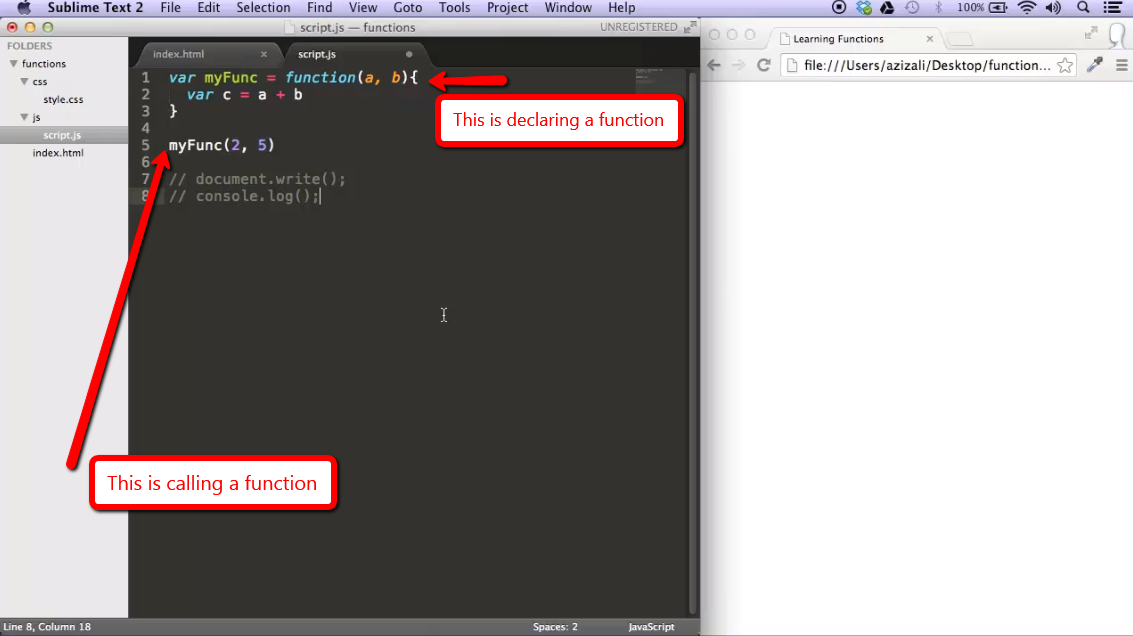 Sublime Text 2 File Edit Selection Find View Goto Tools Project Window Help 100%
script.js — functions UNREGISTERED
FOLDERS
functions
css
style.css
js
script.js
index.html
index.html script.js
1 var myFunc = function(a, b){
2 var c = a + b
3 }
4
5 myFunc(2, 5)
6
7 // document.write();
8 // console.log();
This is declaring a function
This is calling a function
Line 8, Column 18 Spaces: 2 JavaScript
Learning Functions
file:///Users/azizali/Desktop/function...